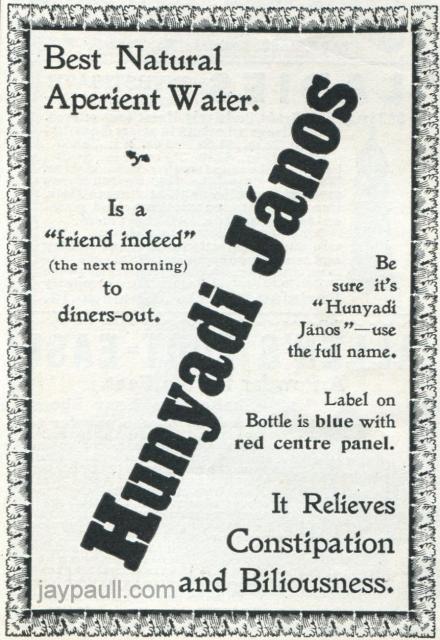 Best Natural
Aperient Water.
Hunyadi János
Is a
"friend indeed"
(the next morning)
to
diners-out.
Be
sure it's
"Hunyadi
János"—use
the full name.
Label on
Bottle is blue with
red centre panel.
It Relieves
Constipation
and Biliousness.
jaypaull.com